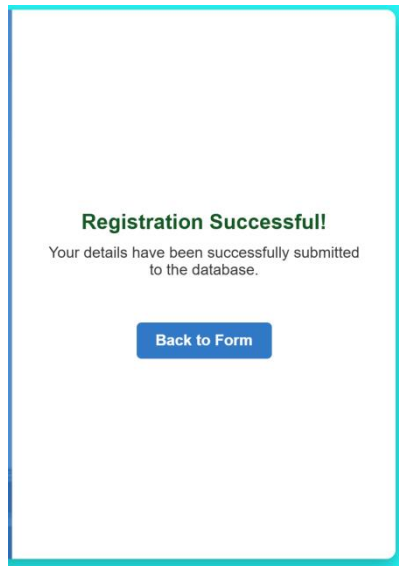 Registration Successful!
Your details have been successfully submitted
to the database.
Back to Form